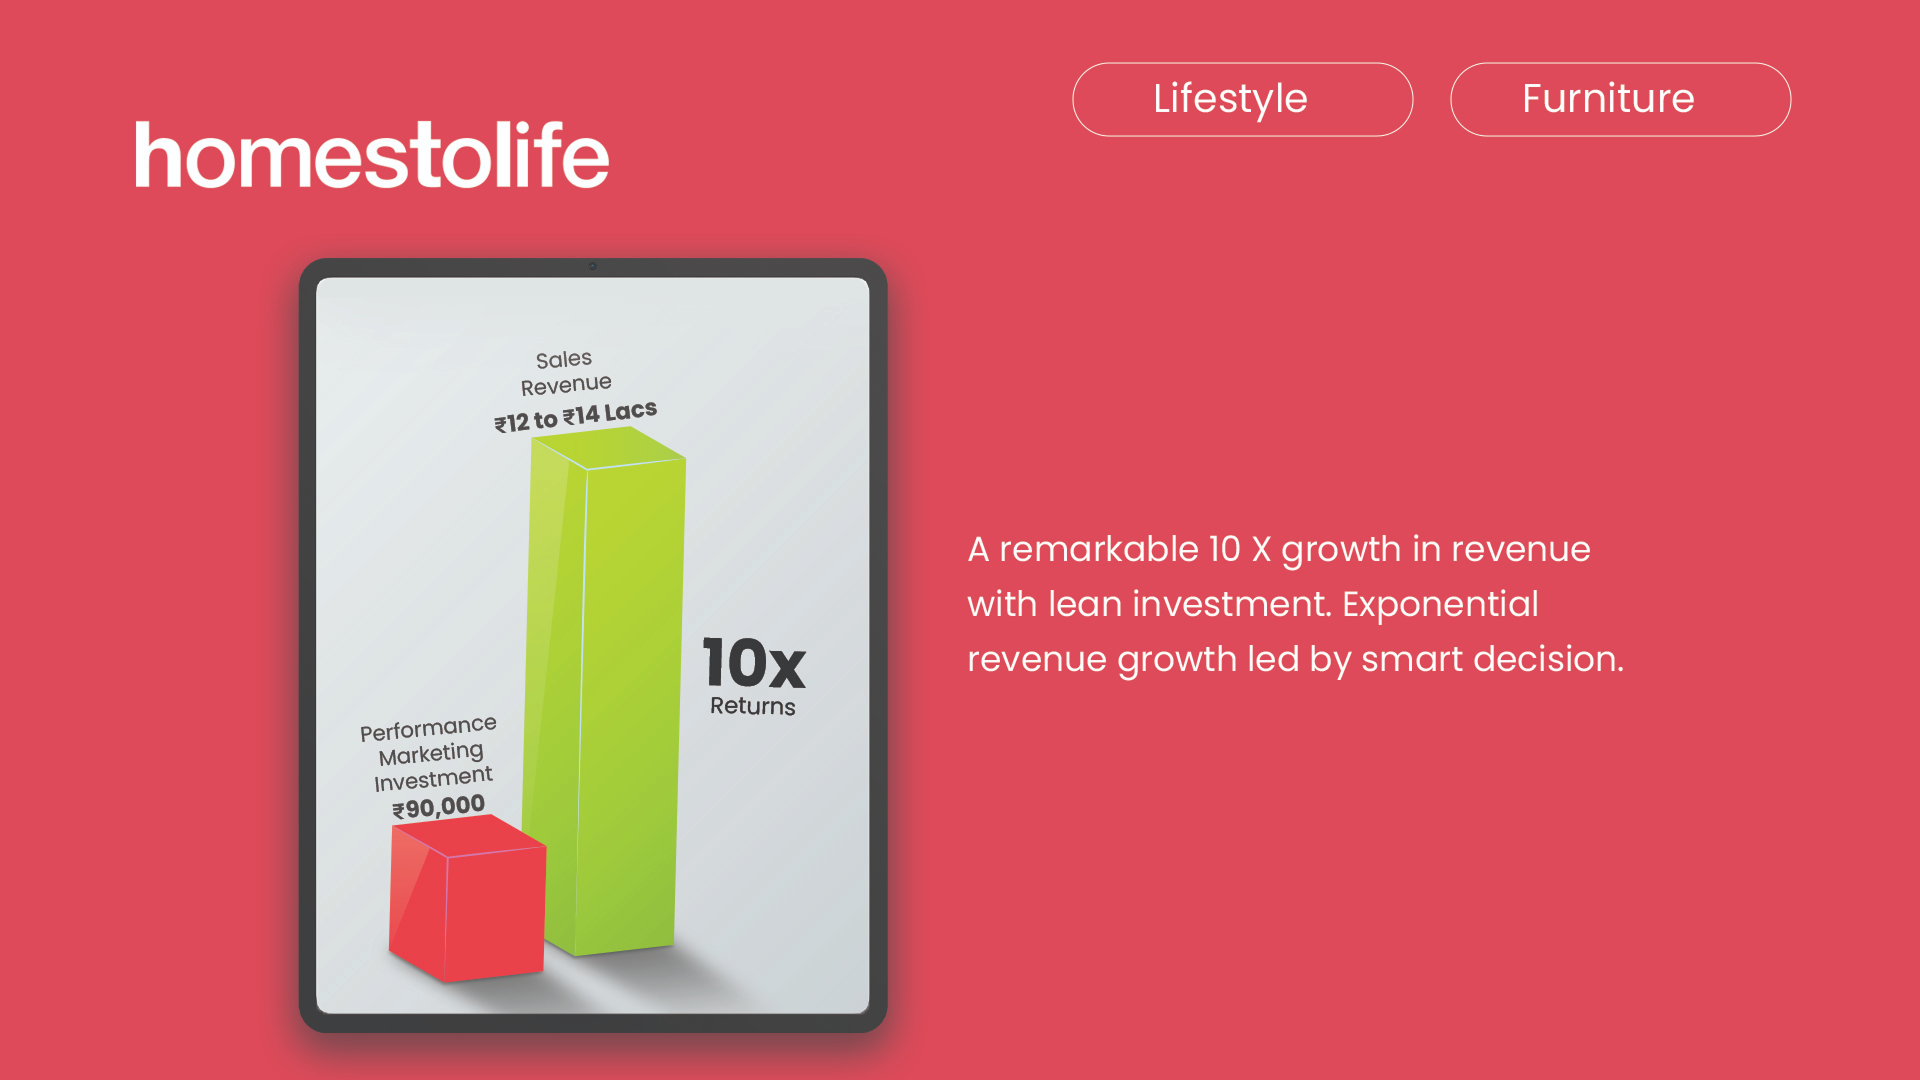 homestolife
Lifestyle
Furniture
Sales
Revenue
₹12 to ₹14 Lacs
10x
Returns
Performance
Marketing
Investment
₹90,000
A remarkable 10 X growth in revenue
with lean investment. Exponential
revenue growth led by smart decision.